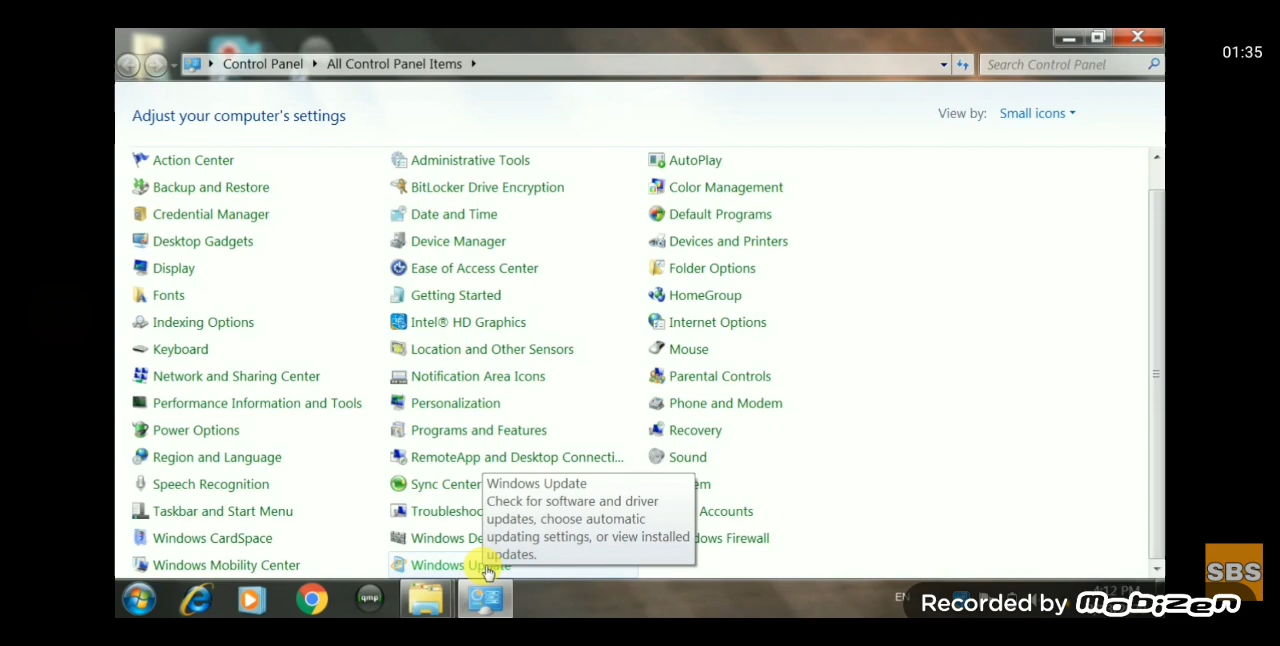 01:35
Control Panel All Control Panel Items
Search Control Panel
Adjust your computer's settings
View by: Small icons
Action Center
Administrative Tools
AutoPlay
Backup and Restore
BitLocker Drive Encryption
Color Management
Credential Manager
Date and Time
Default Programs
Desktop Gadgets
Device Manager
Devices and Printers
Display
Ease of Access Center
Folder Options
Fonts
Getting Started
HomeGroup
Indexing Options
Intel® HD Graphics
Internet Options
Keyboard
Location and Other Sensors
Mouse
Network and Sharing Center
Notification Area Icons
Parental Controls
Performance Information and Tools
Personalization
Phone and Modem
Power Options
Programs and Features
Recovery
Region and Language
RemoteApp and Desktop Connecti...
Sound
Speech Recognition
Sync Center
Taskbar and Start Menu
Accounts
Windows CardSpace
Windows Mobility Center
Windows Update
Windows Update
Check for software and driver
updates, choose automatic
updating settings, or view installed
updates.
Firewall
qmp
EN
SBS
Recorded by mobizen